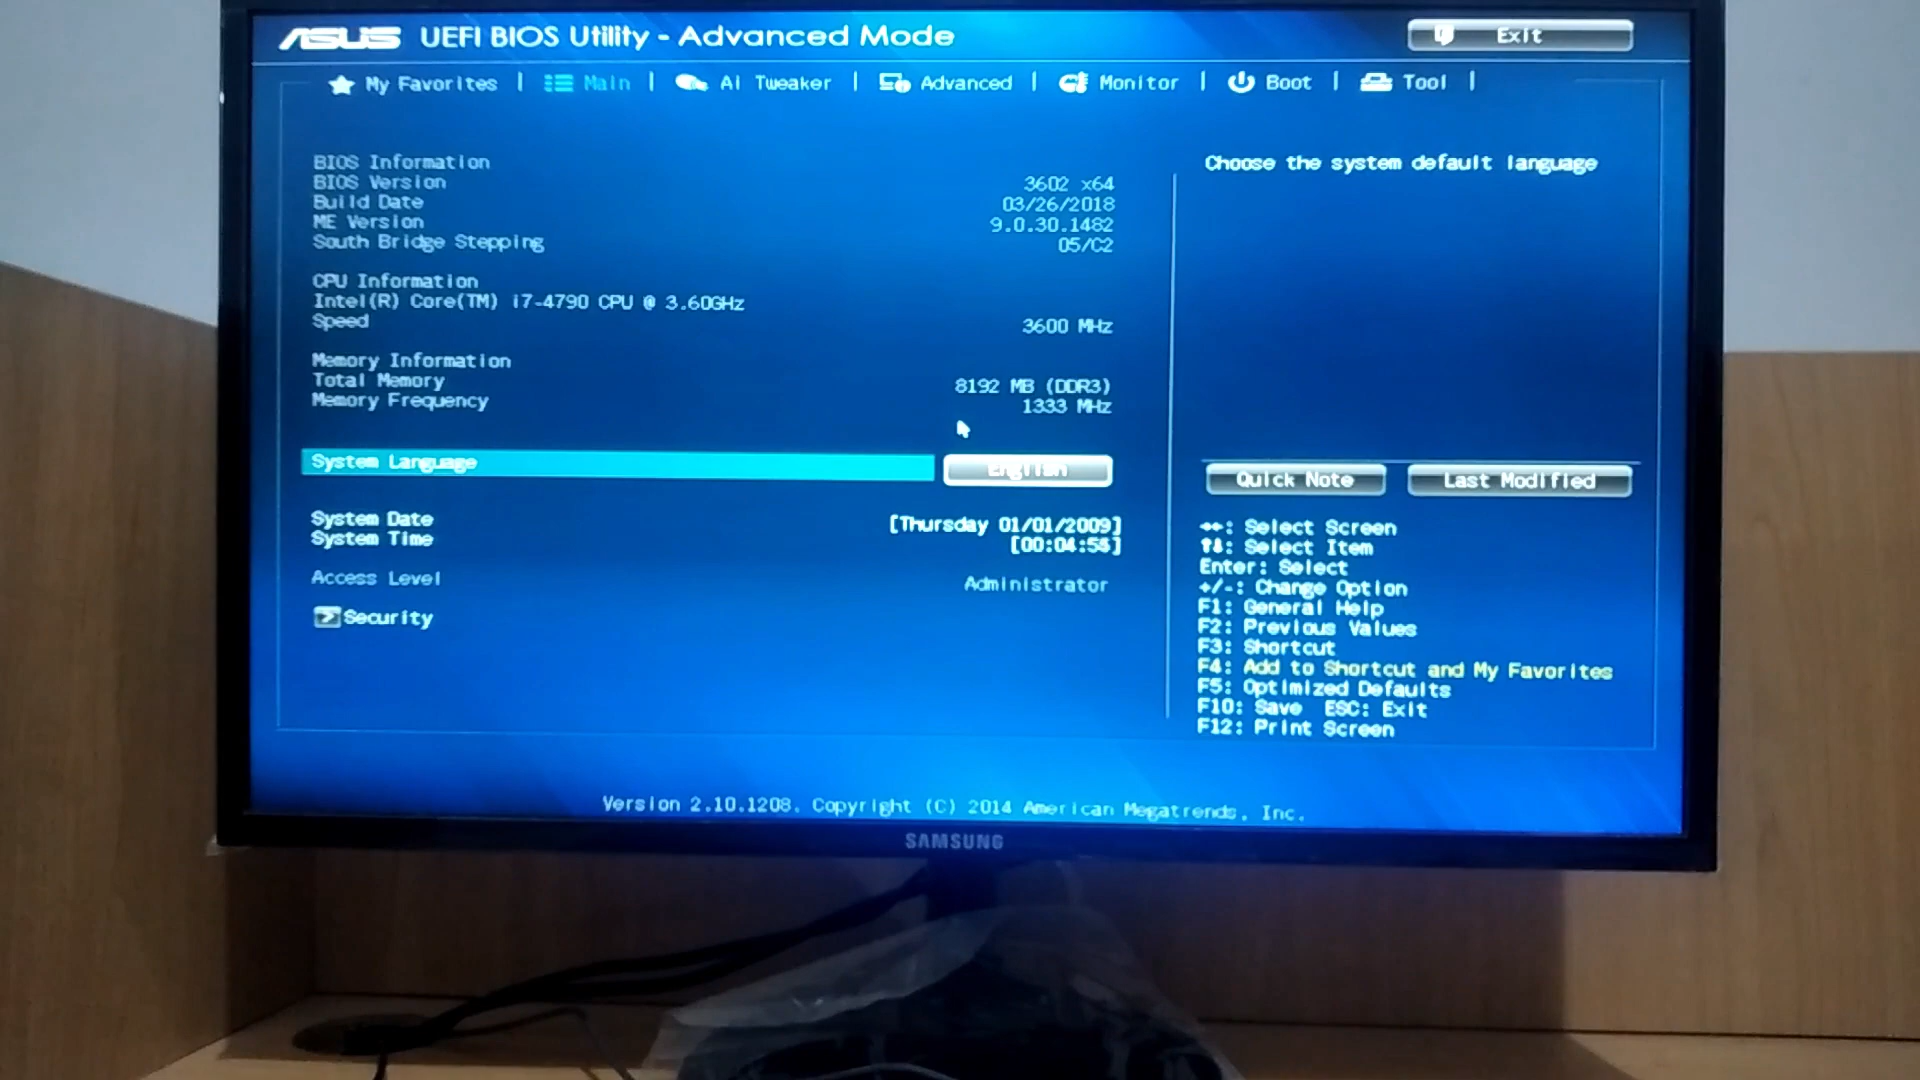 ASUS UEFI BIOS Utility - Advanced Mode
Exit
My Favorites | Main | Ai Tweaker | Advanced | Monitor | Boot | Tool |
BIOS Information
BIOS Version 3602 x64
Build Date 03/26/2018
ME Version 9.0.30.1482
South Bridge Stepping 05/C2
CPU Information
Intel(R) Core(TM) i7-4790 CPU @ 3.60GHz
Speed 3600 MHz
Memory Information
Total Memory 8192 MB (DDR3)
Memory Frequency 1333 MHz
System Language English
System Date [Thursday 01/01/2009]
System Time
Access Level Administrator
Security
Choose the system default language
Quick Note Last Modified
→←: Select Screen
↑↓: Select Item
Enter: Select
+/-: Change Option
F1: General Help
F2: Previous Values
F3: Shortcut
F4: Add to Shortcut and My Favorites
F5: Optimized Defaults
F10: Save ESC: Exit
F12: Print Screen
Version 2.10.1208. Copyright (C) 2014 American Megatrends, Inc.
SAMSUNG